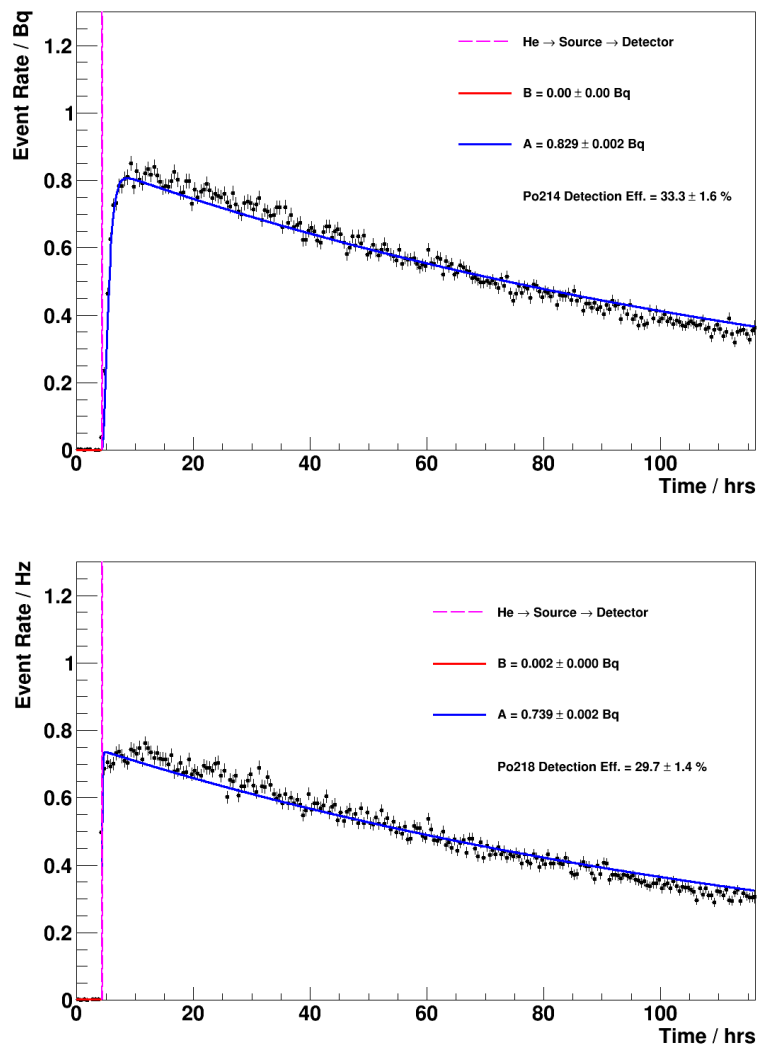 Event Rate / Bq
1.2
1
0.8
0.6
0.4
0.2
0
He → Source → Detector
B = 0.00 ± 0.00 Bq
A = 0.829 ± 0.002 Bq
Po214 Detection Eff. = 33.3 ± 1.6 %
0 20 40 60 80 100
Time / hrs
Event Rate / Hz
1.2
1
0.8
0.6
0.4
0.2
0
He → Source → Detector
B = 0.002 ± 0.000 Bq
A = 0.739 ± 0.002 Bq
Po218 Detection Eff. = 29.7 ± 1.4 %
0 20 40 60 80 100
Time / hrs